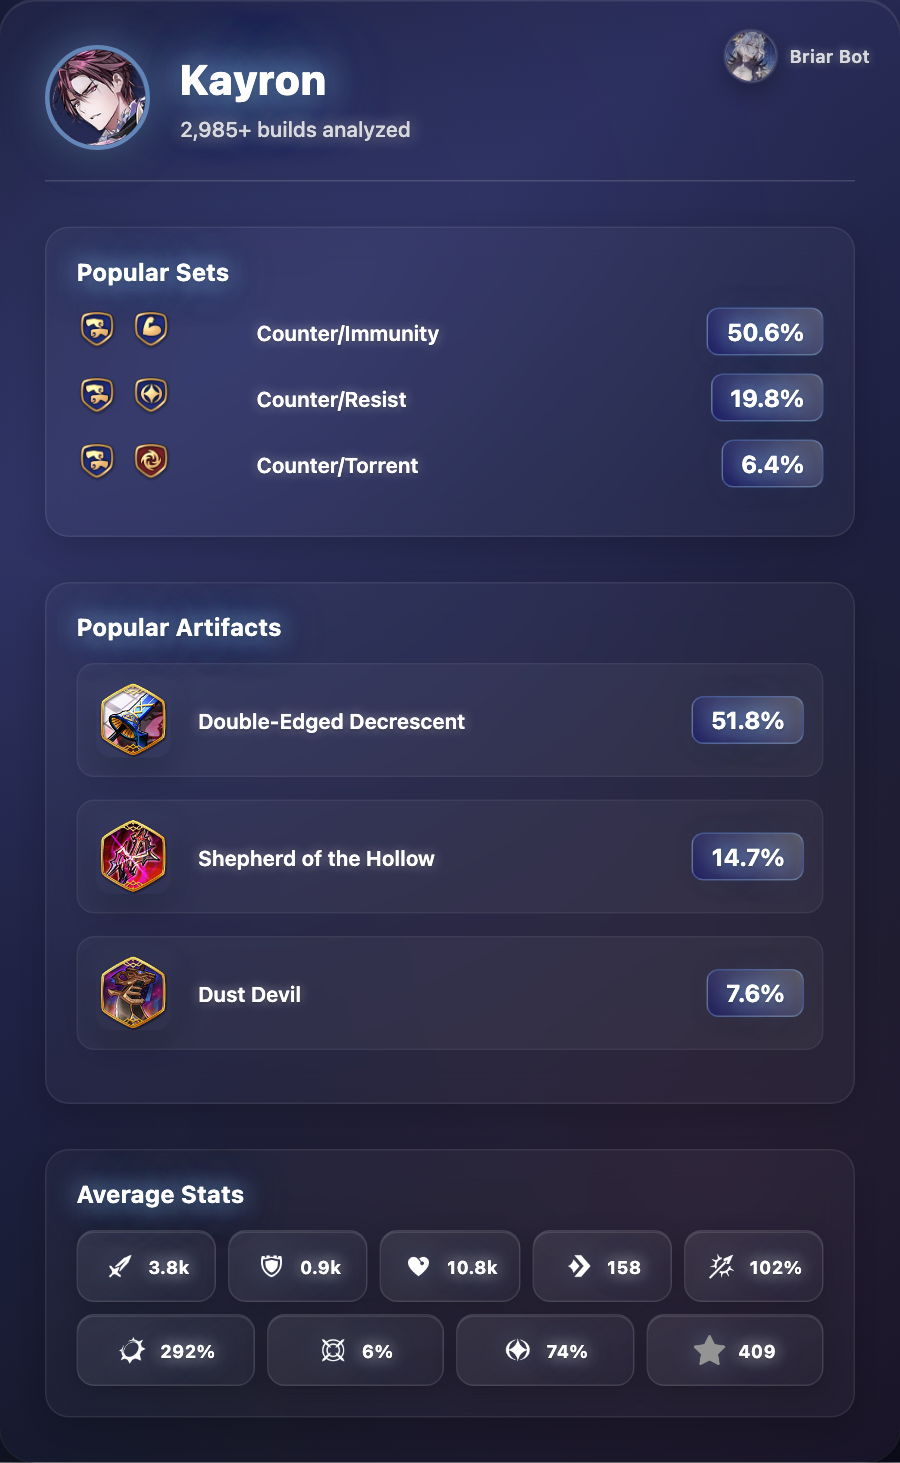 Kayron
2,985+ builds analyzed
Briar Bot
Popular Sets
Counter/Immunity 50.6%
Counter/Resist 19.8%
Counter/Torrent 6.4%
Popular Artifacts
Double-Edged Decrescent 51.8%
Shepherd of the Hollow 14.7%
Dust Devil 7.6%
Average Stats
3.8k 0.9k 10.8k 158 102%
292% 6% 74% 409